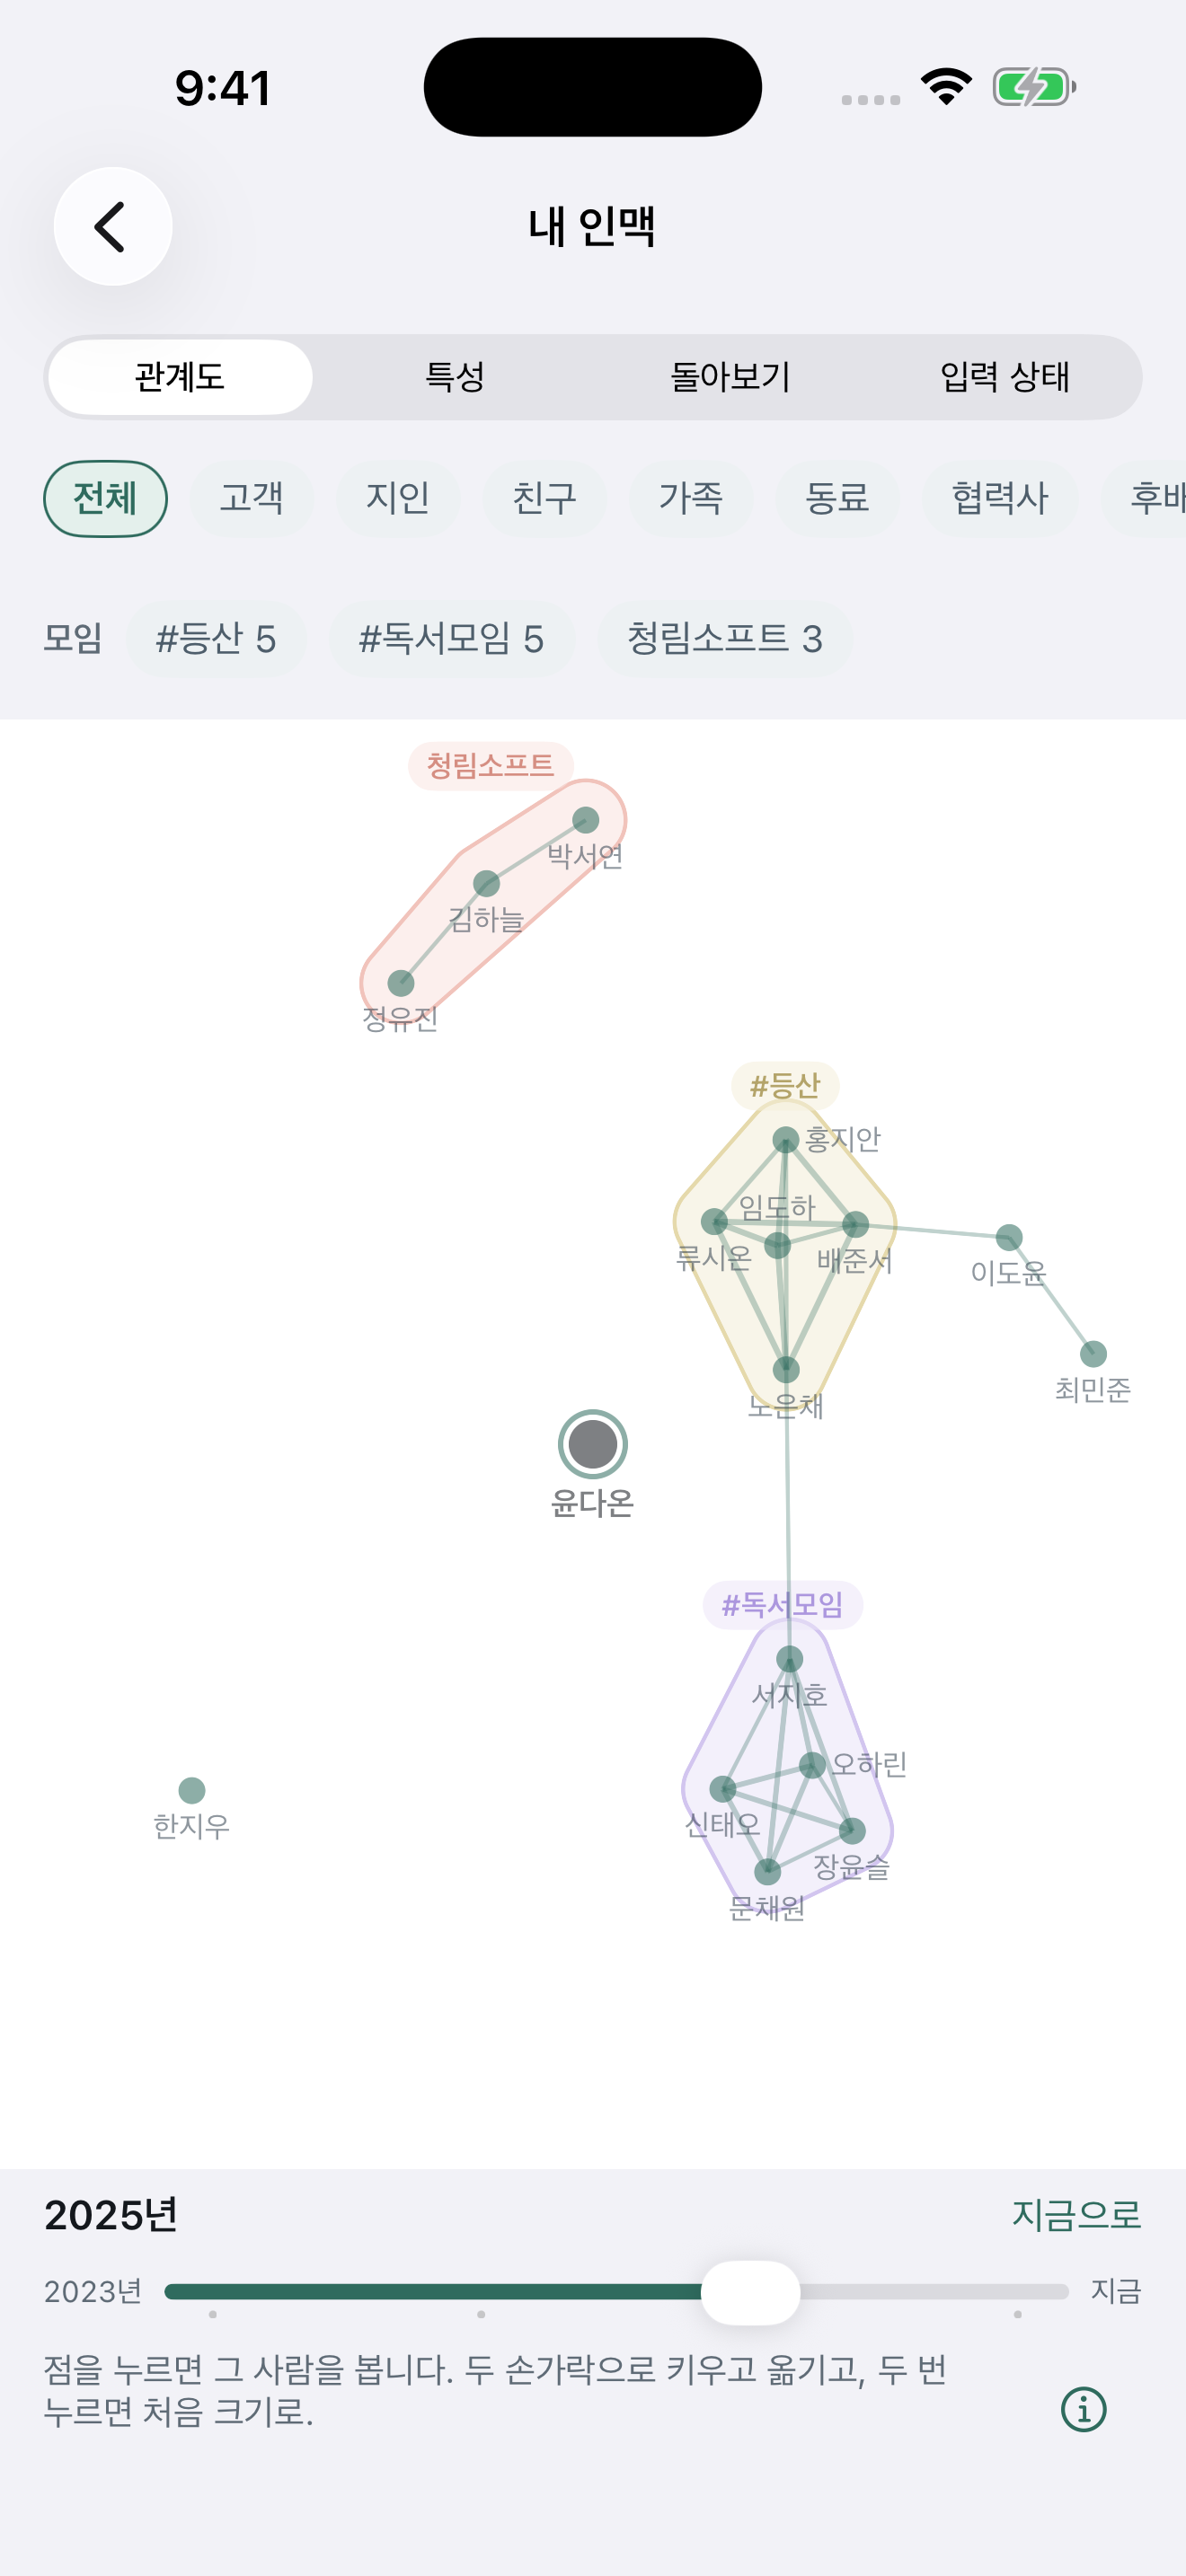 9:41
내 인맥
관계도 특성 돌아보기 입력 상태
전체 고객 지인 친구 가족 동료 협력사
모임 #등산 5 #독서모임 5 청림소프트 3
청림소프트
박서연
김하늘
정유진
#등산
홍지안
임도하
류시온 배준서
이도윤
최민준
노은채
윤다온
#독서모임
서지호
오하린
신태오
한지우
장윤슬
문채원
2025년 지금으로
2023년 지금
점을 누르면 그 사람을 봅니다. 두 손가락으로 키우고 옮기고, 두 번
누르면 처음 크기로.